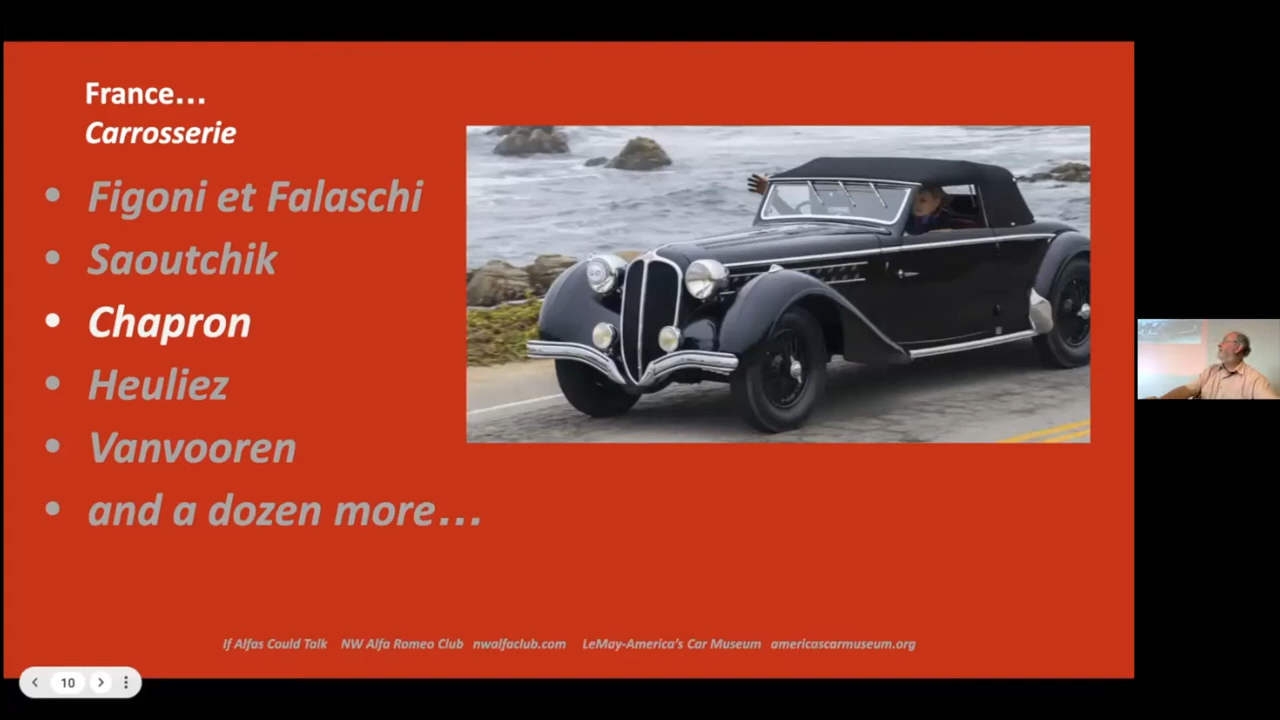 France…
Carrosserie
• Figoni et Falaschi
• Saoutchik
• Chapron
• Heuliez
• Vanvooren
• and a dozen more…
If Alfas Could Talk NW Alfa Romeo Club nwalfaclub.com LeMay-America's Car Museum americascarmuseum.org
10